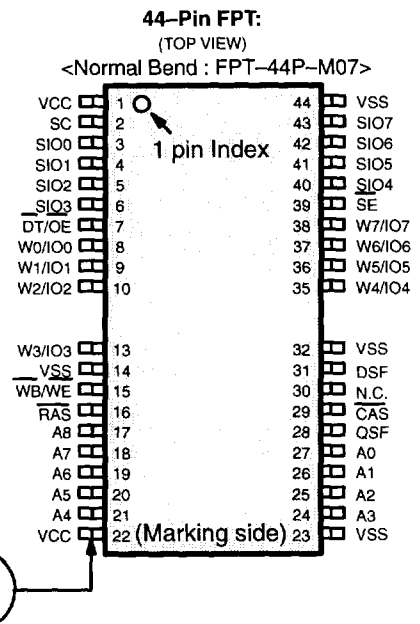 44–Pin FPT:
(TOP VIEW)
<Normal Bend : FPT–44P–M07>
VCC 1 44 VSS
SC 2 43 SIO7
SIO0 3 42 SIO6
SIO1 4 1 pin Index 41 SIO5
SIO2 5 40 SIO4
SIO3 6 39 SE
DT/OE 7 38 W7/IO7
W0/IO0 8 37 W6/IO6
W1/IO1 9 36 W5/IO5
W2/IO2 10 35 W4/IO4
W3/IO3 13 32 VSS
VSS 14 31 DSF
WB/WE 15 30 N.C.
RAS 16 29 CAS
A8 17 28 QSF
A7 18 27 A0
A6 19 26 A1
A5 20 25 A2
A4 21 24 A3
VCC 22 (Marking side) 23 VSS